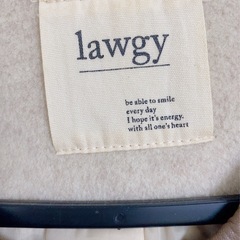 lawgy
be able to smile
every day
I hope it's energy.
with all one's heart